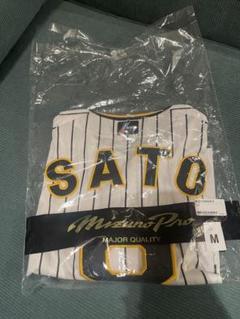 SATO
Mizuno Pro
MAJOR QUALITY
M